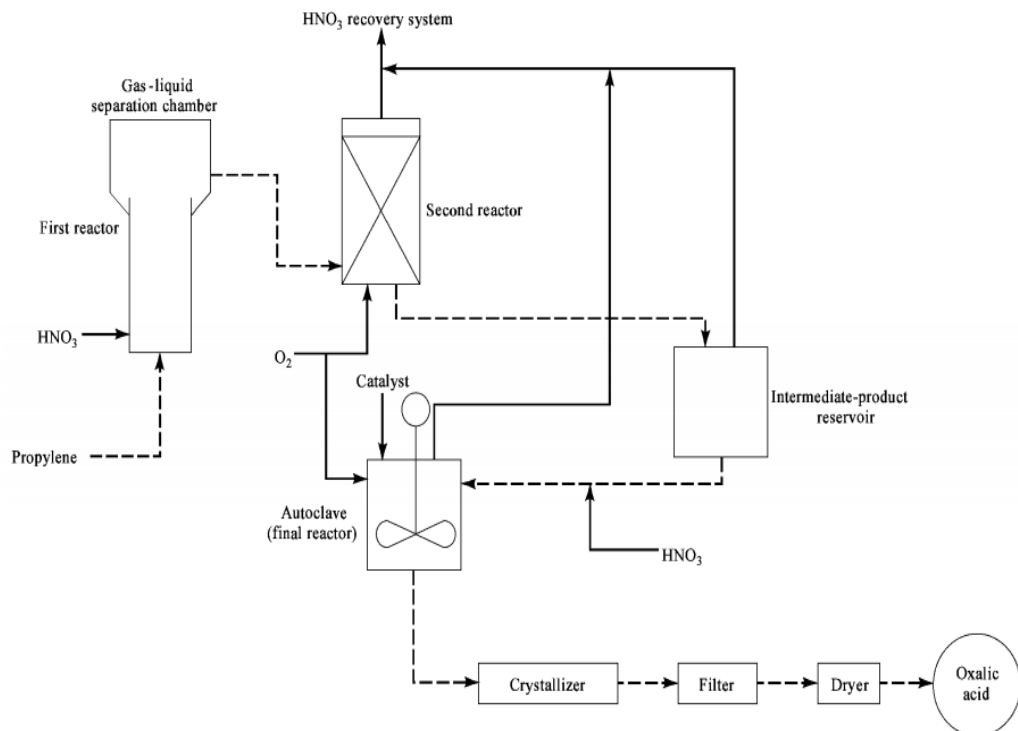 HNO₃ recovery system
Gas-liquid
separation chamber
First reactor
Second reactor
HNO₃
O₂
Catalyst
Intermediate-product
reservoir
Propylene
Autoclave
(final reactor)
HNO₃
Crystallizer
Filter
Dryer
Oxalic
acid